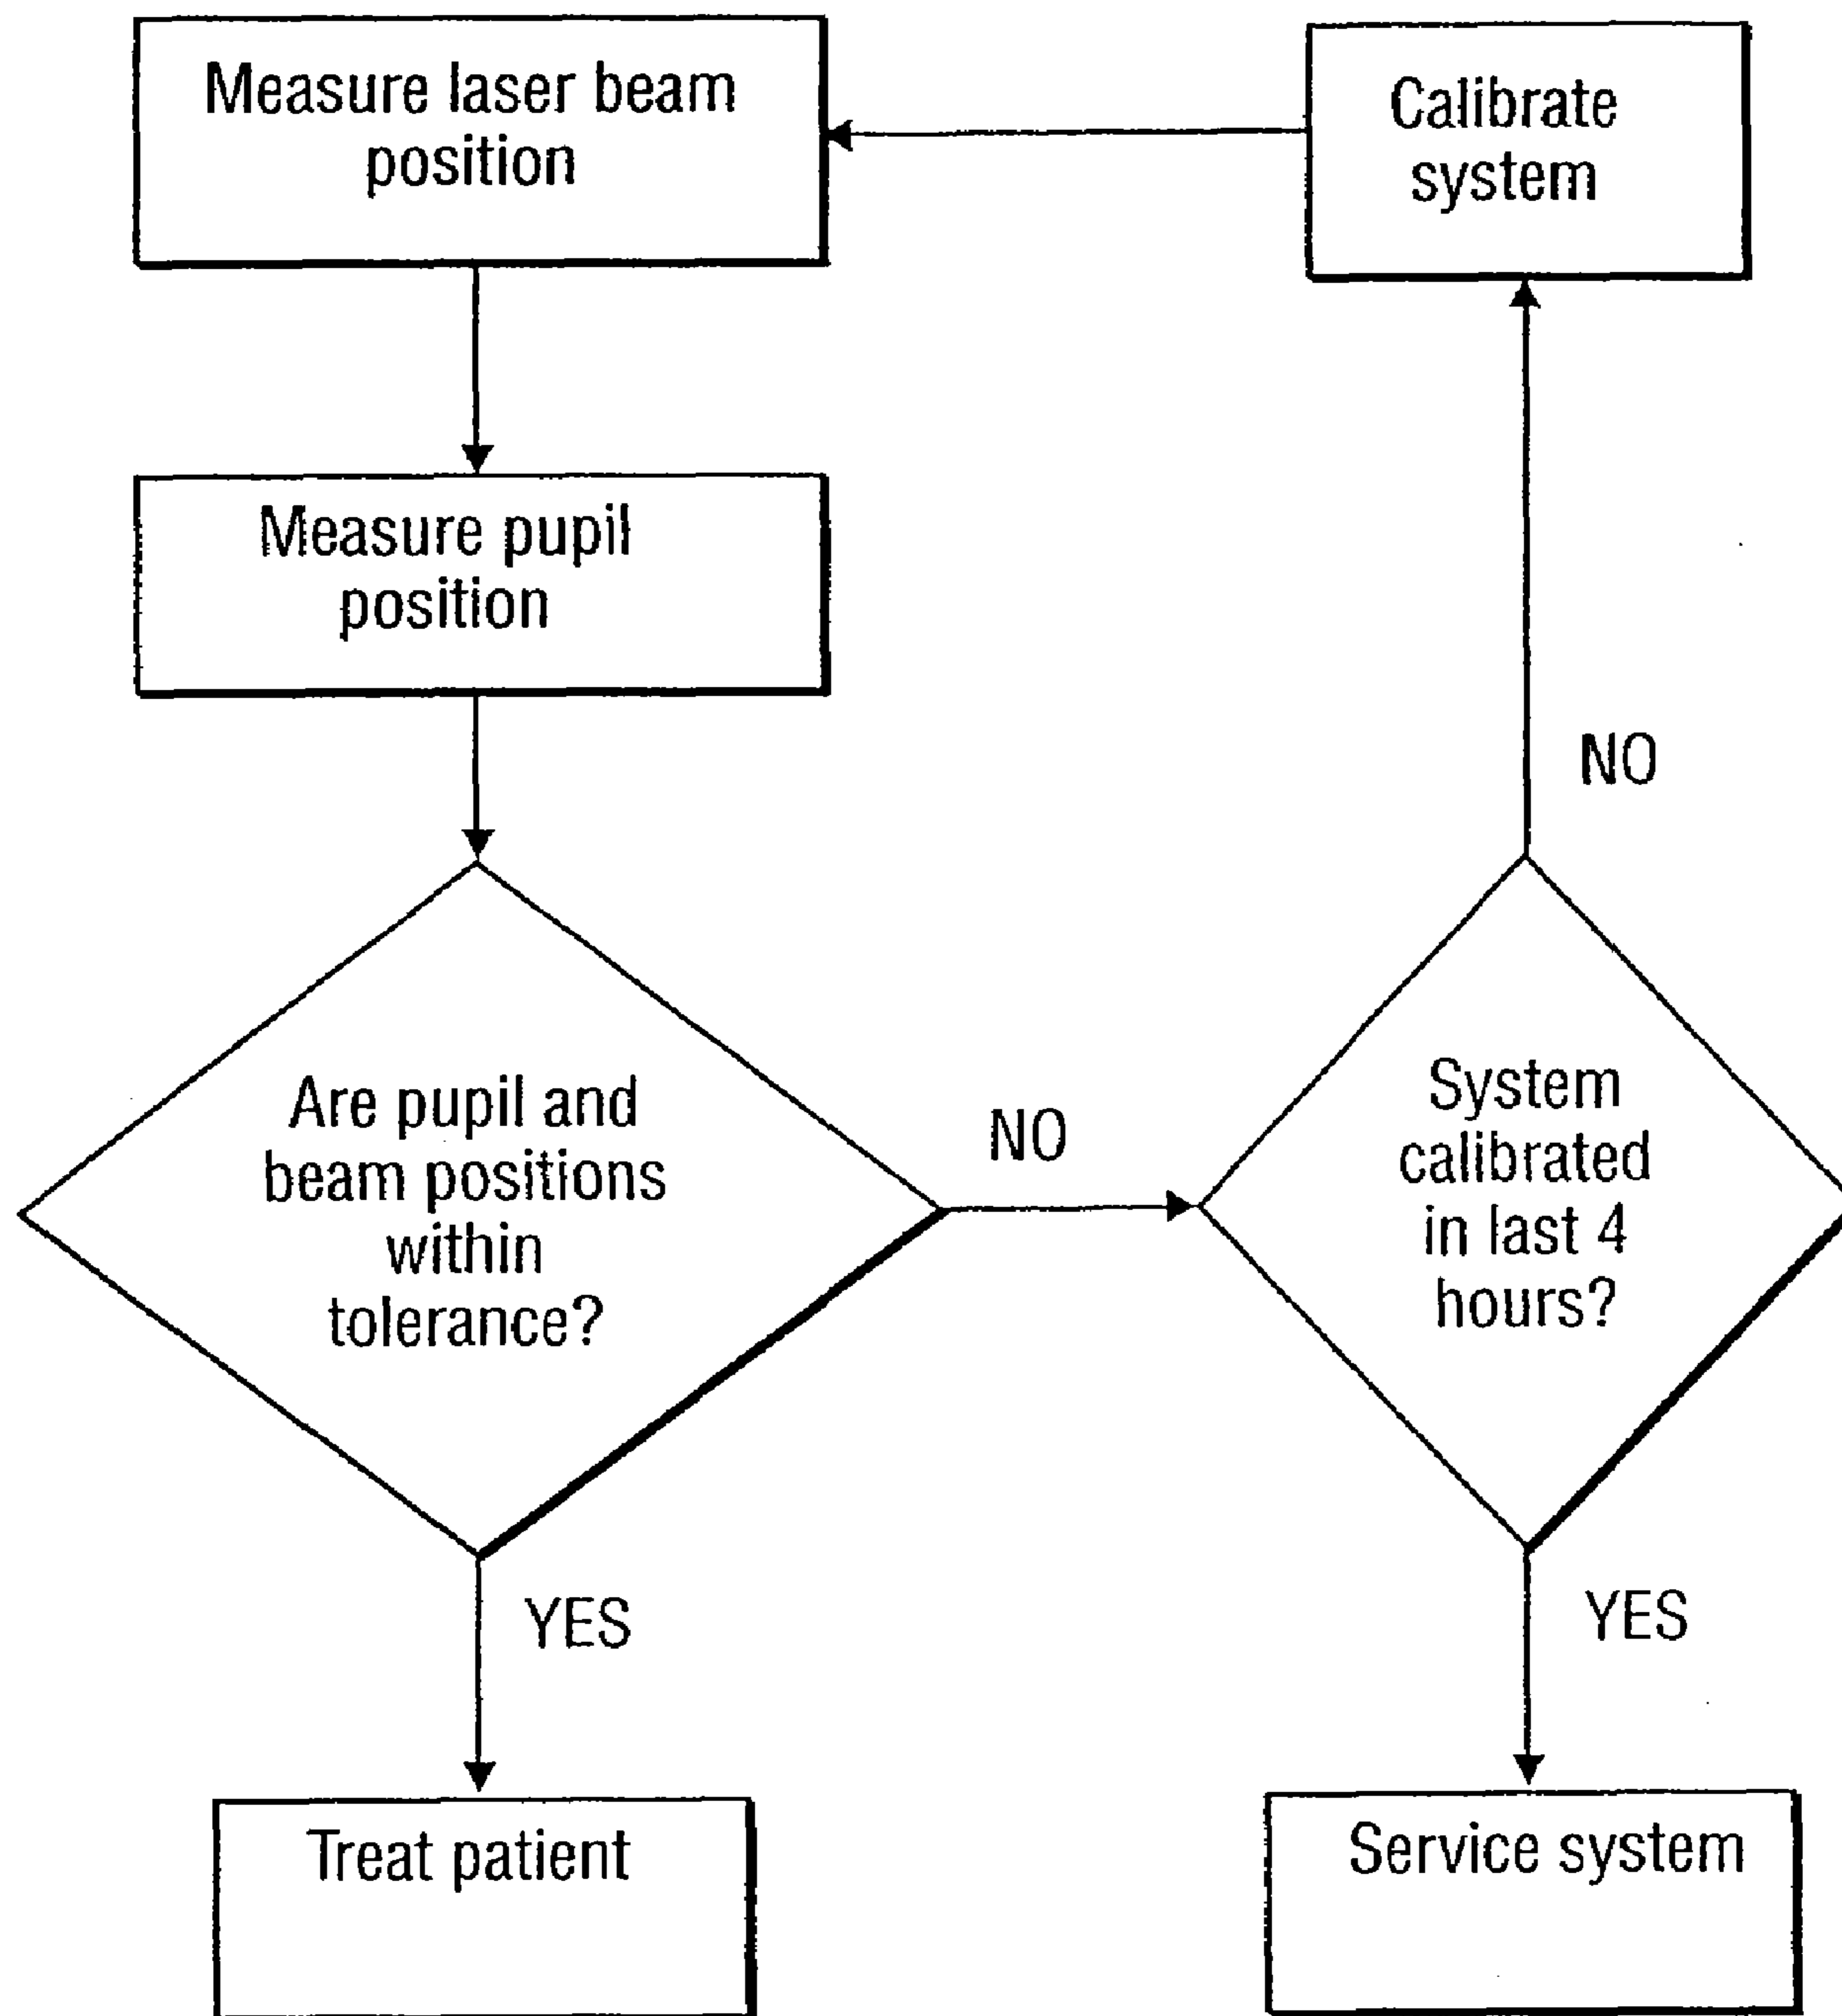 Measure laser beam
position
Calibrate
system
Measure pupil
position
NO
Are pupil and
beam positions
within
tolerance?
NO
System
calibrated
in last 4
hours?
YES
YES
Treat patient
Service system